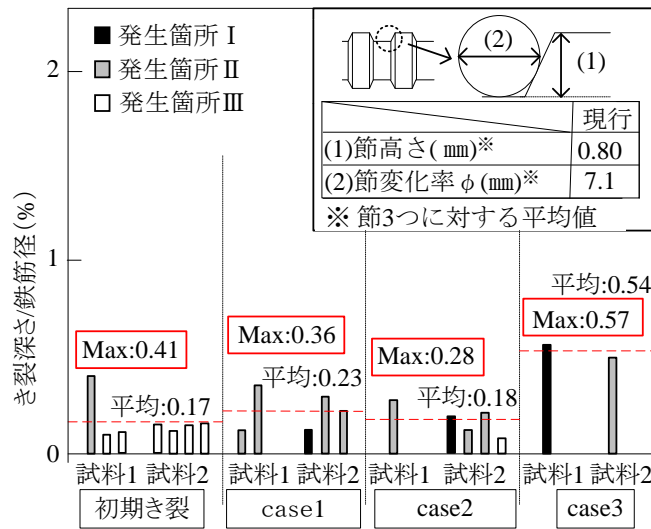 き裂深さ/鉄筋径(%)
2
1
0
発生箇所Ⅰ
発生箇所Ⅱ
発生箇所Ⅲ
(2)
(1)
現行
(1)節高さ(㎜)※ 0.80
(2)節変化率φ(mm)※ 7.1
※ 節3つに対する平均値
Max:0.41
平均:0.17
Max:0.36
平均:0.23
Max:0.28
平均:0.18
平均:0.54
Max:0.57
試料1 試料2 試料1 試料2 試料1 試料2 試料1 試料2
初期き裂 case1 case2 case3